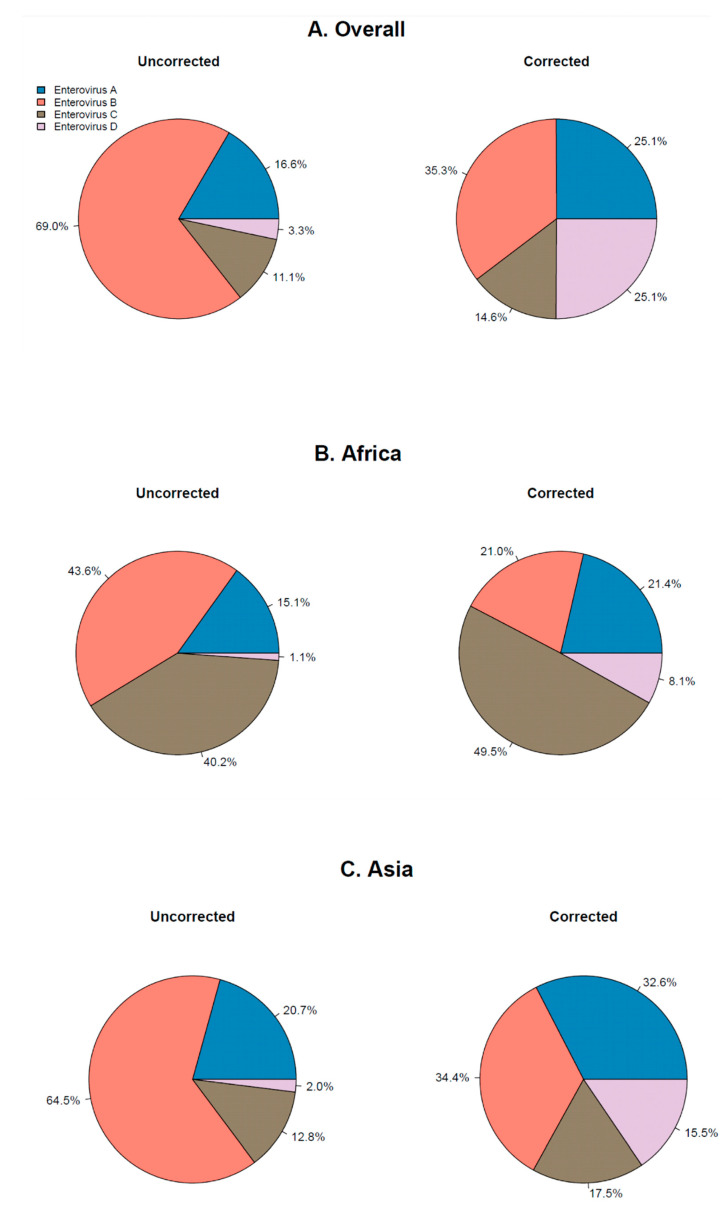 A. Overall
Uncorrected
Corrected
Enterovirus A
Enterovirus B
Enterovirus C
Enterovirus D
16.6%
69.0%
3.3%
11.1%
25.1%
35.3%
14.6%
25.1%
B. Africa
Uncorrected
Corrected
43.6%
15.1%
1.1%
40.2%
21.0%
21.4%
8.1%
49.5%
C. Asia
Uncorrected
Corrected
20.7%
64.5%
2.0%
12.8%
32.6%
34.4%
15.5%
17.5%